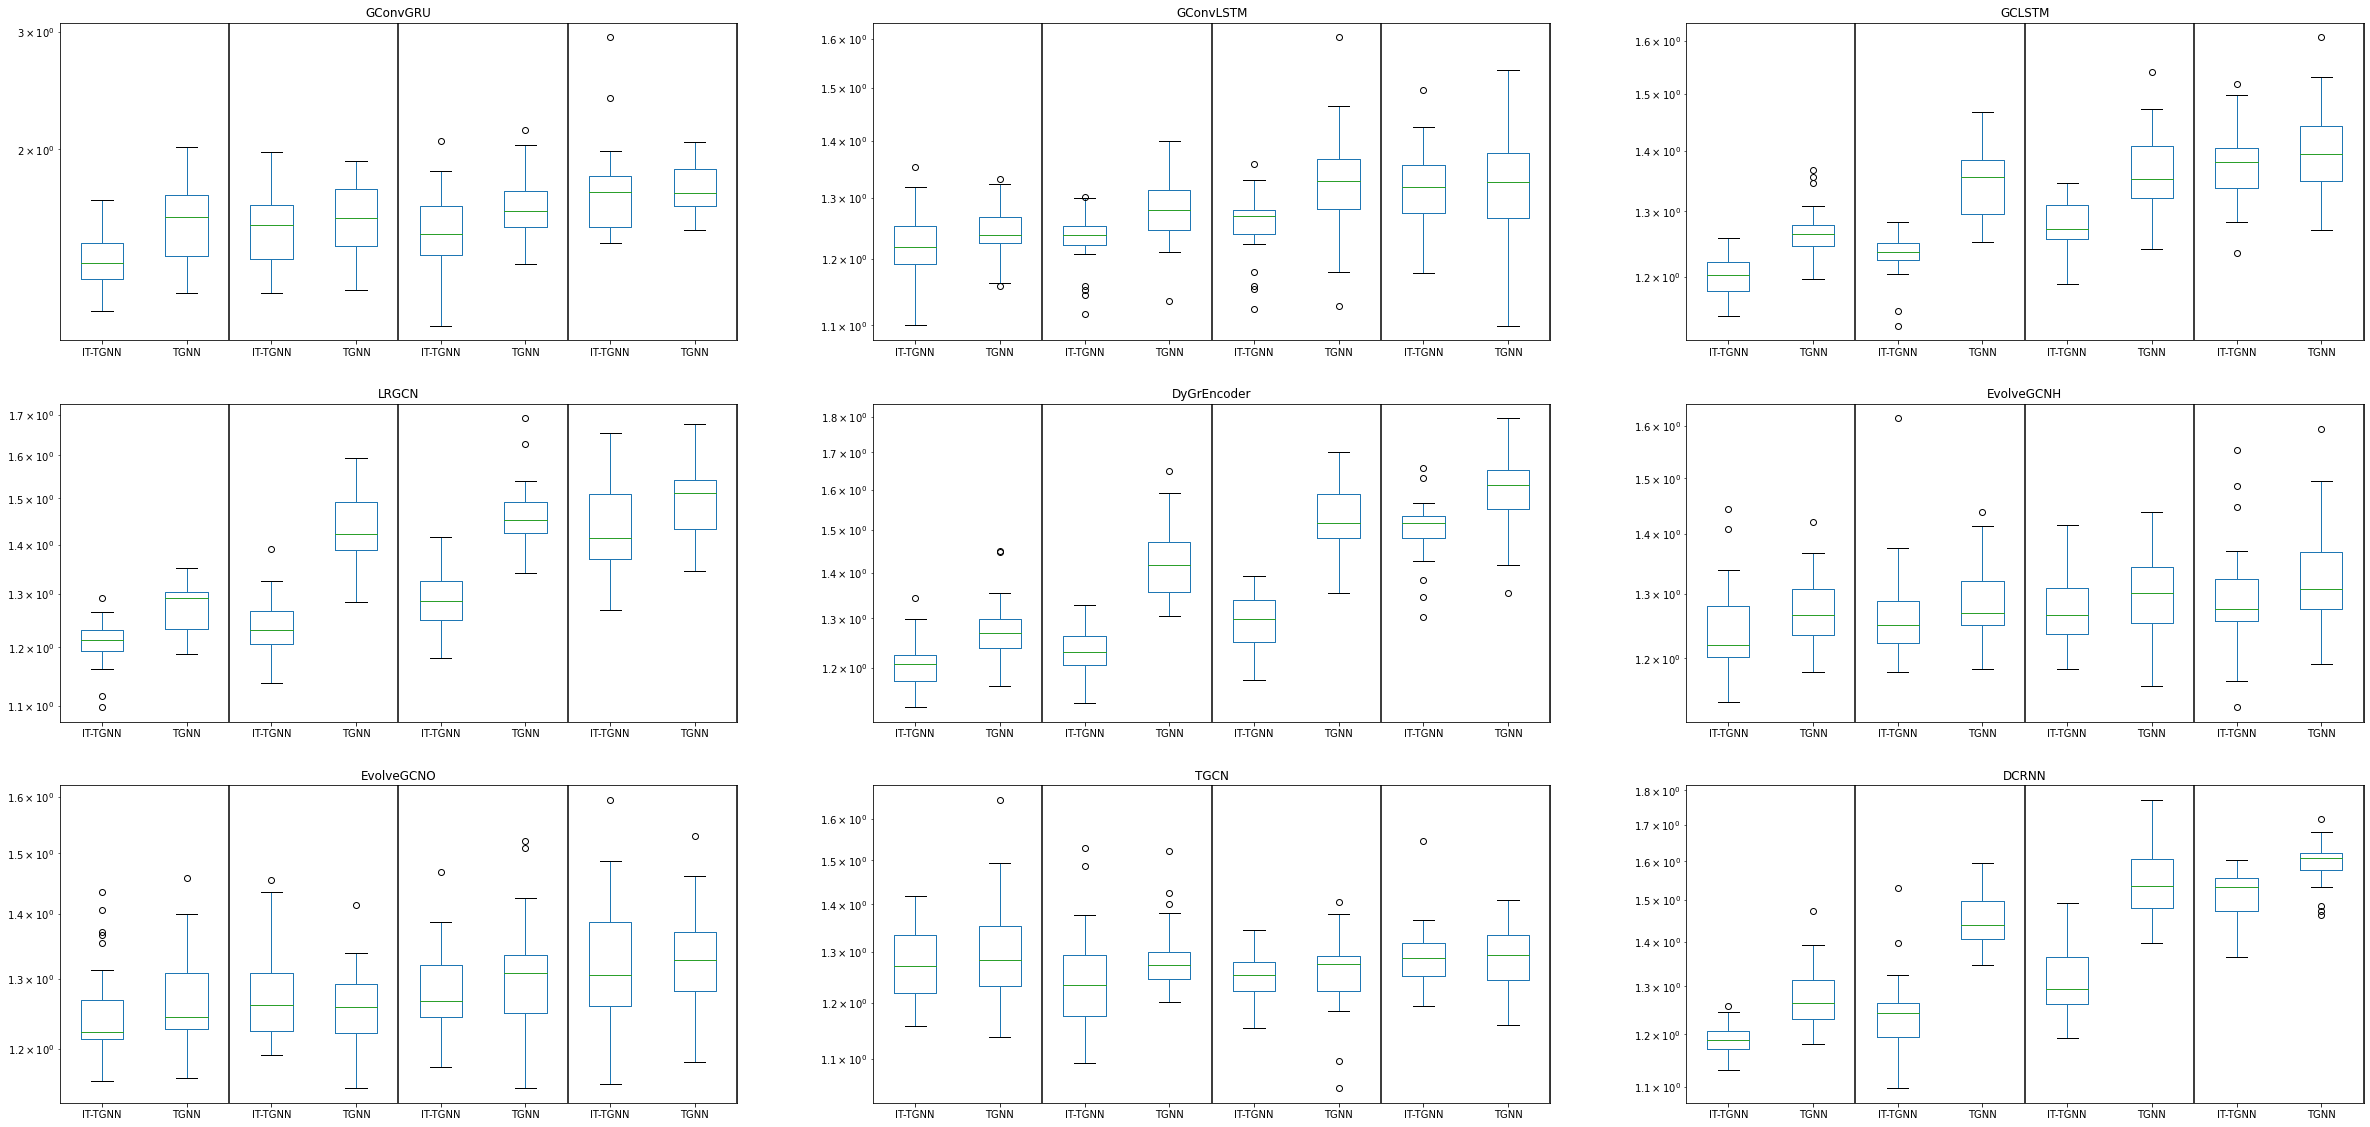 GConvGRU
3 × 10⁰
2 × 10⁰
IT-TGNN TGNN IT-TGNN TGNN IT-TGNN TGNN IT-TGNN TGNN
GConvLSTM
1.6 × 10⁰
1.5 × 10⁰
1.4 × 10⁰
1.3 × 10⁰
1.2 × 10⁰
1.1 × 10⁰
IT-TGNN TGNN IT-TGNN TGNN IT-TGNN TGNN IT-TGNN TGNN
GCLSTM
1.6 × 10⁰
1.5 × 10⁰
1.4 × 10⁰
1.3 × 10⁰
1.2 × 10⁰
IT-TGNN TGNN IT-TGNN TGNN IT-TGNN TGNN IT-TGNN TGNN
LRGCN
1.7 × 10⁰
1.6 × 10⁰
1.5 × 10⁰
1.4 × 10⁰
1.3 × 10⁰
1.2 × 10⁰
1.1 × 10⁰
IT-TGNN TGNN IT-TGNN TGNN IT-TGNN TGNN IT-TGNN TGNN
DyGrEncoder
1.8 × 10⁰
1.7 × 10⁰
1.6 × 10⁰
1.5 × 10⁰
1.4 × 10⁰
1.3 × 10⁰
1.2 × 10⁰
IT-TGNN TGNN IT-TGNN TGNN IT-TGNN TGNN IT-TGNN TGNN
EvolveGCNH
1.6 × 10⁰
1.5 × 10⁰
1.4 × 10⁰
1.3 × 10⁰
1.2 × 10⁰
IT-TGNN TGNN IT-TGNN TGNN IT-TGNN TGNN IT-TGNN TGNN
EvolveGCNO
1.6 × 10⁰
1.5 × 10⁰
1.4 × 10⁰
1.3 × 10⁰
1.2 × 10⁰
IT-TGNN TGNN IT-TGNN TGNN IT-TGNN TGNN IT-TGNN TGNN
TGCN
1.6 × 10⁰
1.5 × 10⁰
1.4 × 10⁰
1.3 × 10⁰
1.2 × 10⁰
1.1 × 10⁰
IT-TGNN TGNN IT-TGNN TGNN IT-TGNN TGNN IT-TGNN TGNN
DCRNN
1.8 × 10⁰
1.7 × 10⁰
1.6 × 10⁰
1.5 × 10⁰
1.4 × 10⁰
1.3 × 10⁰
1.2 × 10⁰
1.1 × 10⁰
IT-TGNN TGNN IT-TGNN TGNN IT-TGNN TGNN IT-TGNN TGNN